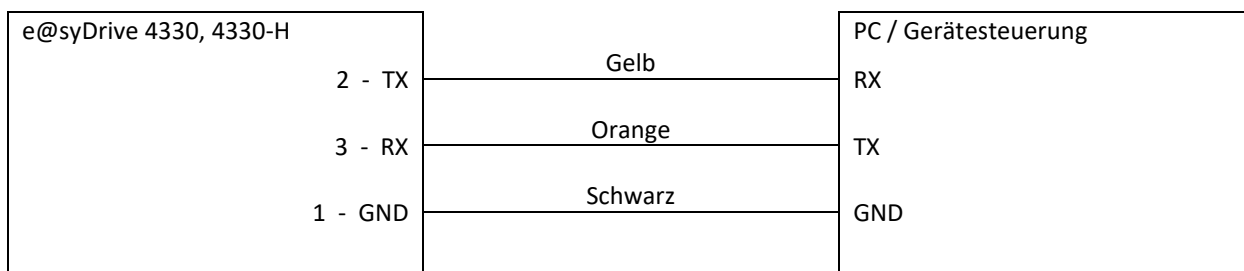 e@syDrive 4330, 4330-H
PC / Gerätesteuerung
Gelb
2 - TX
RX
Orange
3 - RX
TX
Schwarz
1 - GND
GND